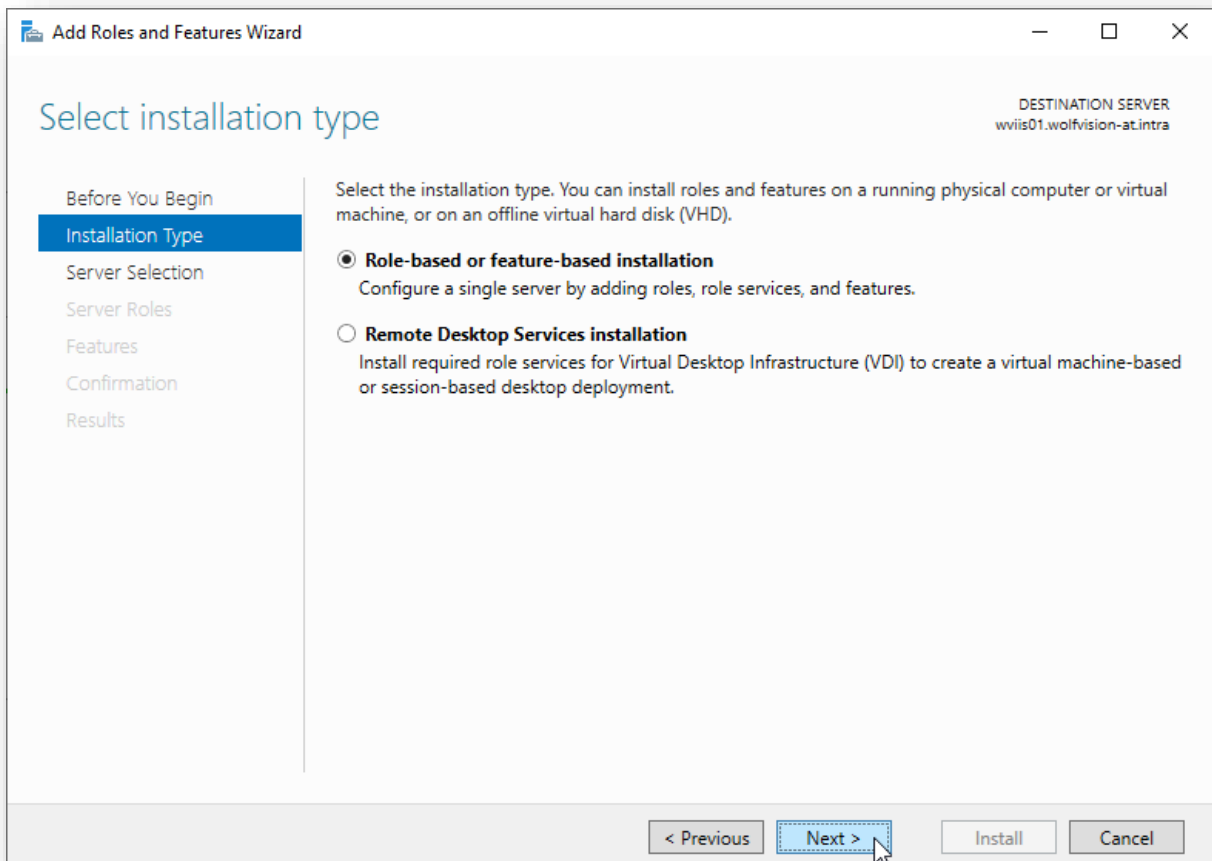 Add Roles and Features Wizard
Select installation type
DESTINATION SERVER
wviis01.wolfvision-at.intra
Before You Begin
Installation Type
Server Selection
Server Roles
Features
Confirmation
Results
Select the installation type. You can install roles and features on a running physical computer or virtual
machine, or on an offline virtual hard disk (VHD).
Role-based or feature-based installation
Configure a single server by adding roles, role services, and features.
Remote Desktop Services installation
Install required role services for Virtual Desktop Infrastructure (VDI) to create a virtual machine-based
or session-based desktop deployment.
< Previous
Next >
Install
Cancel